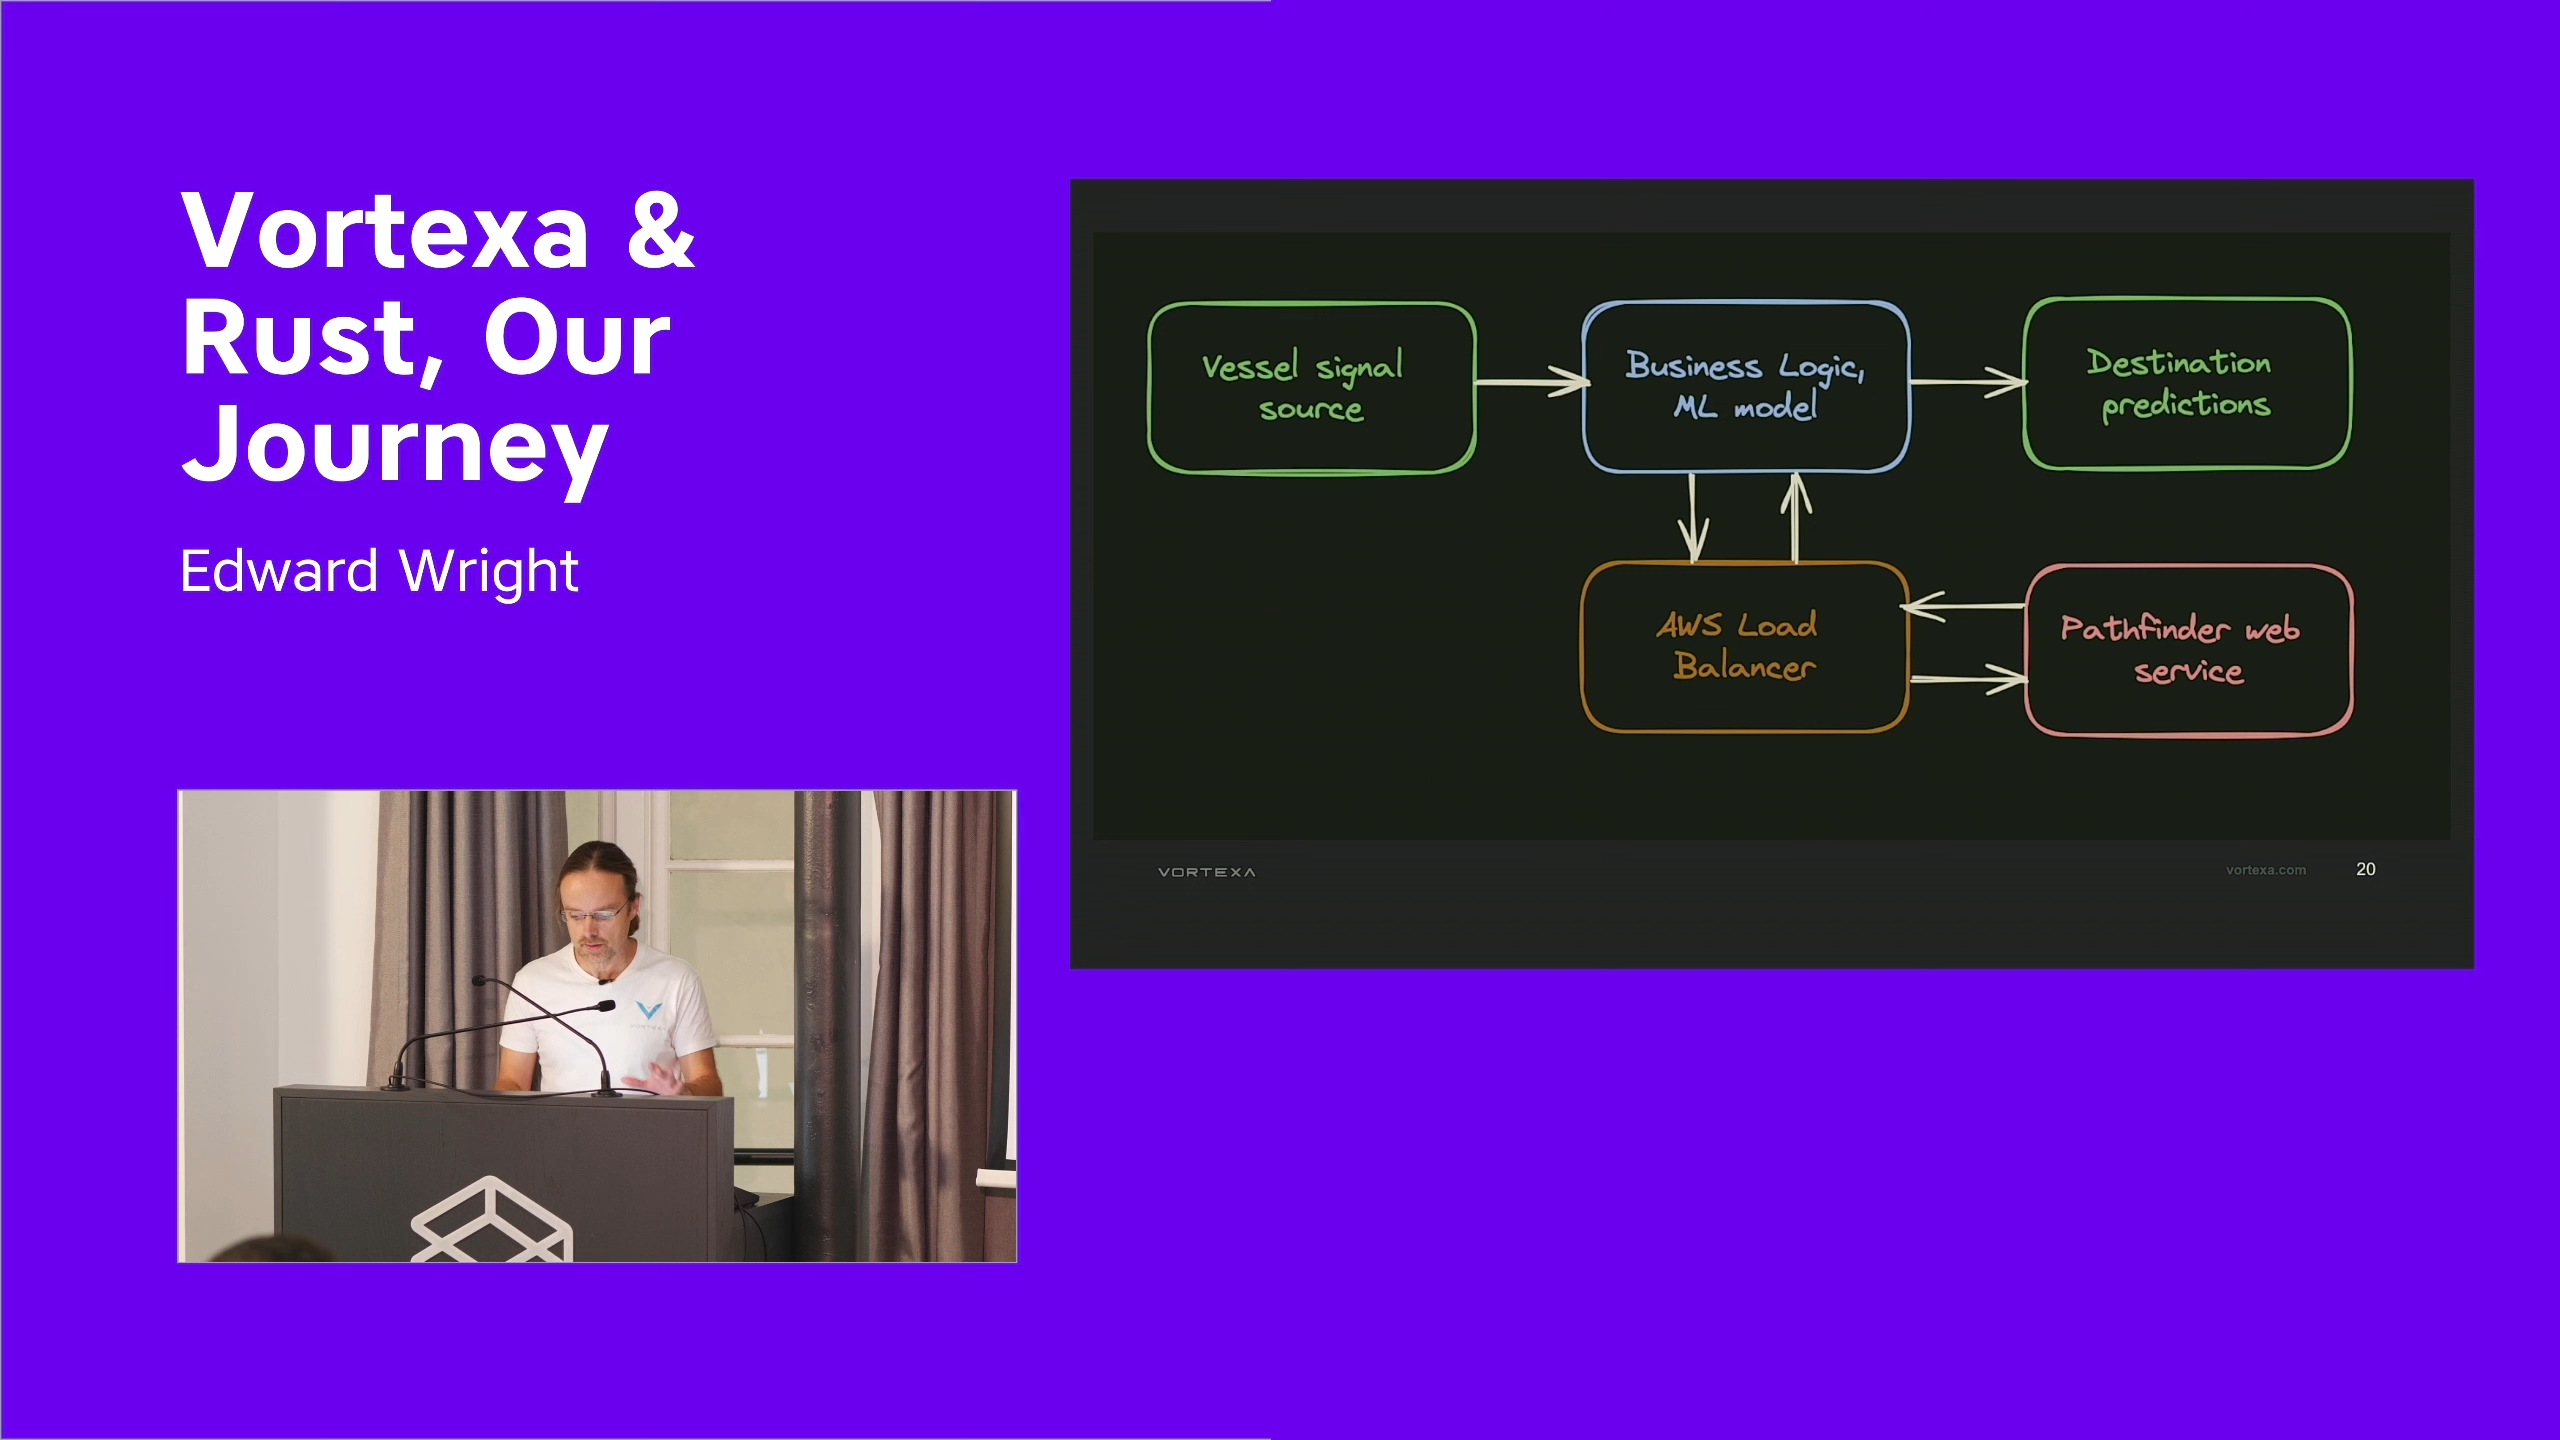 Vortexa &
Rust, Our
Journey
Edward Wright
Vessel signal
source
Business Logic,
ML model
Destination
predictions
AWS Load
Balancer
Pathfinder web
service
VORTEXA
vortexa.com
20